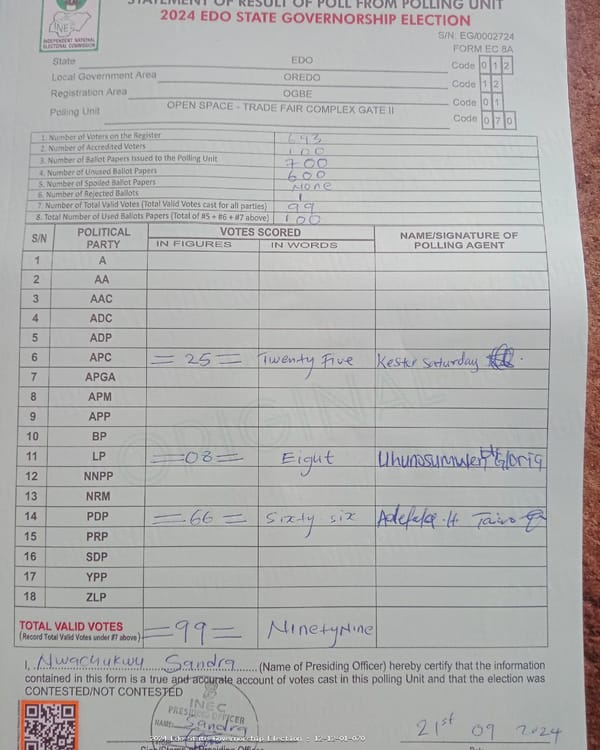 STATEMENT OF RESULT OF POLL FROM POLLING UNIT
2024 EDO STATE GOVERNORSHIP ELECTION
INEC
INDEPENDENT NATIONAL ELECTORAL COMMISSION
S/N: EG/0002724
FORM EC 8A
State EDO Code 0 1 2
Local Government Area OREDO Code 1 2
Registration Area OGBE Code 0 1
Polling Unit OPEN SPACE - TRADE FAIR COMPLEX GATE II Code 0 7 0
1. Number of Voters on the Register 693
2. Number of Accredited Voters 100
3. Number of Ballot Papers Issued to the Polling Unit 700
4. Number of Unused Ballot Papers 600
5. Number of Spoiled Ballot Papers None
6. Number of Rejected Ballots 1
7. Number of Total Valid Votes (Total Valid Votes cast for all parties) 99
8. Total Number of Used Ballots Papers (Total of #5 + #6 + #7 above) 100
S/N POLITICAL PARTY VOTES SCORED NAME/SIGNATURE OF POLLING AGENT
IN FIGURES IN WORDS
1 A
2 AA
3 AAC
4 ADC
5 ADP
6 APC =25= Twenty Five Kester Saturday
7 APGA
8 APM
9 APP
10 BP
11 LP =08= Eigut
12 NNPP
13 NRM
14 PDP =66= Sixty six Taiwo
15 PRP
16 SDP
17 YPP
18 ZLP
ORIGINAL
TOTAL VALID VOTES =99= NinetyNine
(Record Total Valid Votes under #7 above)
I, Nwachukwu Sandra (Name of Presiding Officer) hereby certify that the information
contained in this form is a true and accurate account of votes cast in this polling Unit and that the election was
CONTESTED/NOT CONTESTED
INEC
PRESIDING OFFICER
NAME: Sandra
21st 09 2024
2024 Edo State Governorship Election - 12-12-01-070